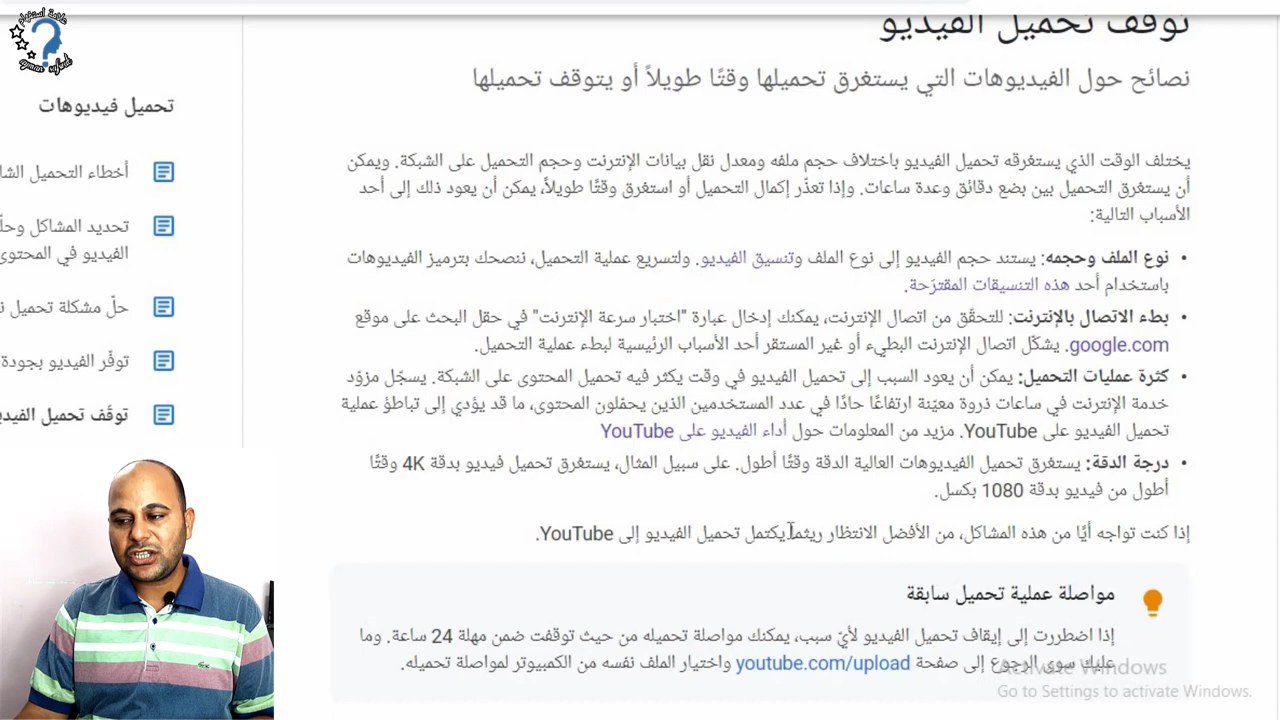 علامة استفهام
توقف تحميل الفيديو
نصائح حول الفيديوهات التي يستغرق تحميلها وقتًا طويلاً أو يتوقف تحميلها
يختلف الوقت الذي يستغرقه تحميل الفيديو باختلاف حجم ملفه ومعدل نقل بيانات الإنترنت وحجم التحميل على الشبكة. ويمكن
أن يستغرق التحميل بين بضع دقائق وعدة ساعات. وإذا تعذّر إكمال التحميل أو استغرق وقتًا طويلاً، يمكن أن يعود ذلك إلى أحد
الأسباب التالية:
• نوع الملف وحجمه: يستند حجم الفيديو إلى نوع الملف وتنسيق الفيديو. ولتسريع عملية التحميل، ننصحك بترميز الفيديوهات
باستخدام أحد هذه التنسيقات المقترَحة.
• بطء الاتصال بالإنترنت: للتحقّق من اتصال الإنترنت، يمكنك إدخال عبارة "اختبار سرعة الإنترنت" في حقل البحث على موقع
google.com. يشكّل اتصال الإنترنت البطيء أو غير المستقر أحد الأسباب الرئيسية لبطء عملية التحميل.
• كثرة عمليات التحميل: يمكن أن يعود السبب إلى تحميل الفيديو في وقت يكثر فيه تحميل المحتوى على الشبكة. يسجّل مزوّد
خدمة الإنترنت في ساعات ذروة معيّنة ارتفاعًا حادًا في عدد المستخدمين الذين يحمّلون المحتوى، ما قد يؤدي إلى تباطؤ عملية
تحميل الفيديو على YouTube. مزيد من المعلومات حول أداء الفيديو على YouTube
• درجة الدقة: يستغرق تحميل الفيديوهات العالية الدقة وقتًا أطول. على سبيل المثال، يستغرق تحميل فيديو بدقة 4K وقتًا
أطول من فيديو بدقة 1080 بكسل.
إذا كنت تواجه أيًا من هذه المشاكل، من الأفضل الانتظار ريثما يكتمل تحميل الفيديو إلى YouTube.
مواصلة عملية تحميل سابقة
إذا اضطررت إلى إيقاف تحميل الفيديو لأيّ سبب، يمكنك مواصلة تحميله من حيث توقفت ضمن مهلة 24 ساعة. وما
عليك سوى الرجوع إلى صفحة youtube.com/upload واختيار الملف نفسه من الكمبيوتر لمواصلة تحميله.
تحميل فيديوهات
أخطاء التحميل الشا
تحديد المشاكل وحلّ
الفيديو في المحتوى
حلّ مشكلة تحميل
توفّر الفيديو بجودة
توقّف تحميل الفيدي
Activate Windows
Go to Settings to activate Windows.